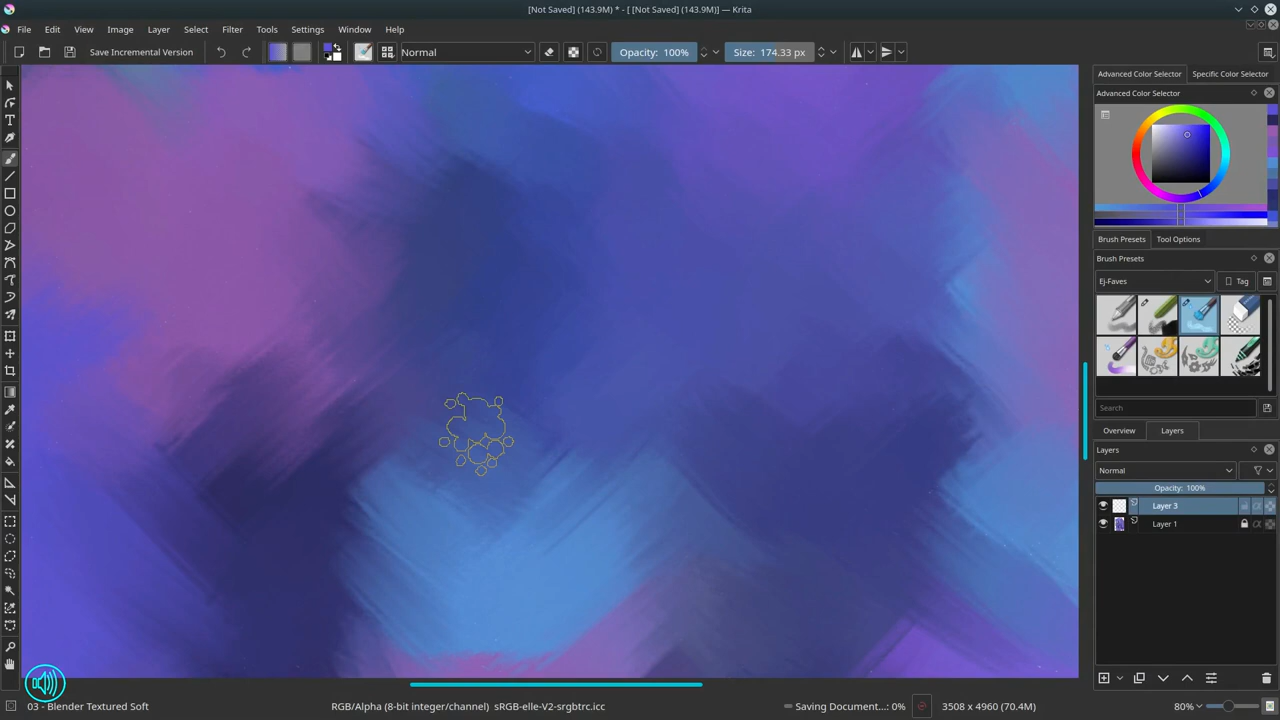 [Not Saved] (143.9M) * - [ [Not Saved] (143.9M)] — Krita
File Edit View Image Layer Select Filter Tools Settings Window Help
Save Incremental Version Normal Opacity: 100% Size: 174.33 px
Advanced Color Selector Specific Color Selector
Advanced Color Selector
Brush Presets Tool Options
Brush Presets
Ej-Faves Tag
Search
Overview Layers
Layers
Normal
Opacity: 100%
Layer 3
Layer 1
03 - Blender Textured Soft RGB/Alpha (8-bit integer/channel) sRGB-elle-V2-srgbtrc.icc Saving Document...: 0% 3508 x 4960 (70.4M) 80%